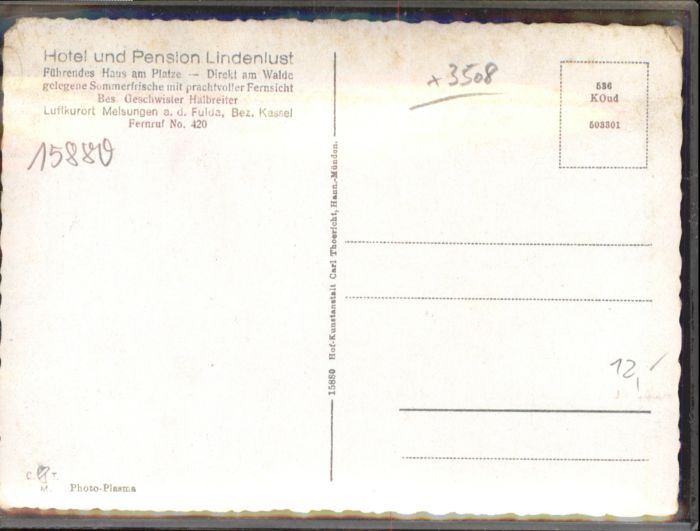 Hotel und Pension Lindenlust
Führendes Haus am Platze — Direkt am Walde
gelegene Sommerfrische mit prachtvoller Fernsicht
Bes. Geschwister Halbreiter
Luftkurort Melsungen a. d. Fulda, Bez. Kassel
Fernruf No. 420
15880
x 3508
536
KOud
503301
15880 Hof-Kunstanstalt Carl Thoericht, Hann.-Münden.
12,
C. T.
M. Photo-Plasma